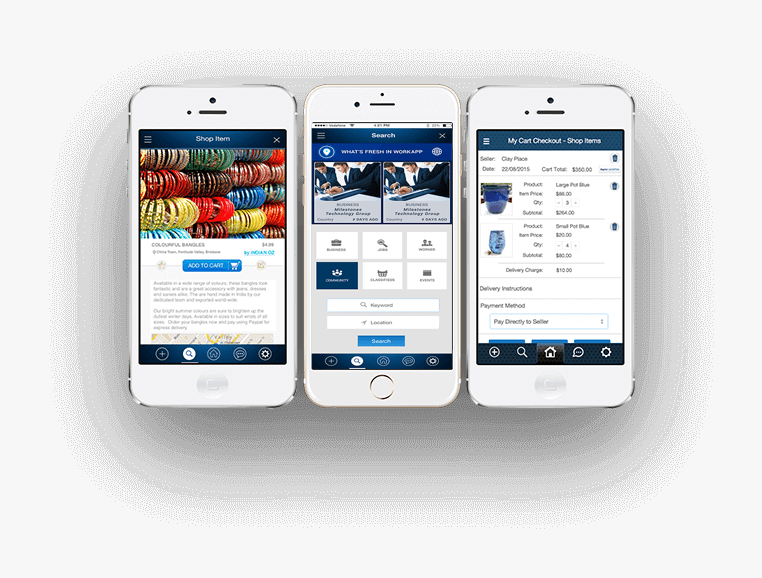 Shop Item
COLOURFUL BANGLES
$4.99
China Town, Fortitude Valley, Brisbane
by INDIAN OZ
ADD TO CART
Available in a wide range of colours, these bangles look
fantastic and are a great accessory with jeans, dresses
and sarees alike. The are hand made in India by our
dedicated team and exported world wide.
Our bright summer colours are sure to brighten up the
dullest winter days. Available in sizes to suit wrists of all
sizes. Order your bangles now and pay using Paypal for
express delivery.
Valley
Vodafone
4:21 PM
Search
WHAT'S FRESH IN WORKAPP
BUSINESS
Milestones
Technology Group
Country
DAYS AGO
BUSINESS
Milestones
Technology Group
Country
DAYS AGO
BUSINESS
JOBS
WORKER
COMMUNITY
CLASSIFIEDS
EVENTS
Keyword
Location
Search
My Cart Checkout - Shop Items
Seller: Clay Place
Date: 22/08/2015 Cart Total: $350.00
Product: Large Pot Blue
Item Price: $88.00
Qty: - 3 +
Subtotal: $264.00
Product: Small Pot Blue
Item Price: $20.00
Qty: - 4 +
Subtotal: $80.00
Delivery Charge: $10.00
Delivery Instructions
Payment Method
Pay Directly to Seller